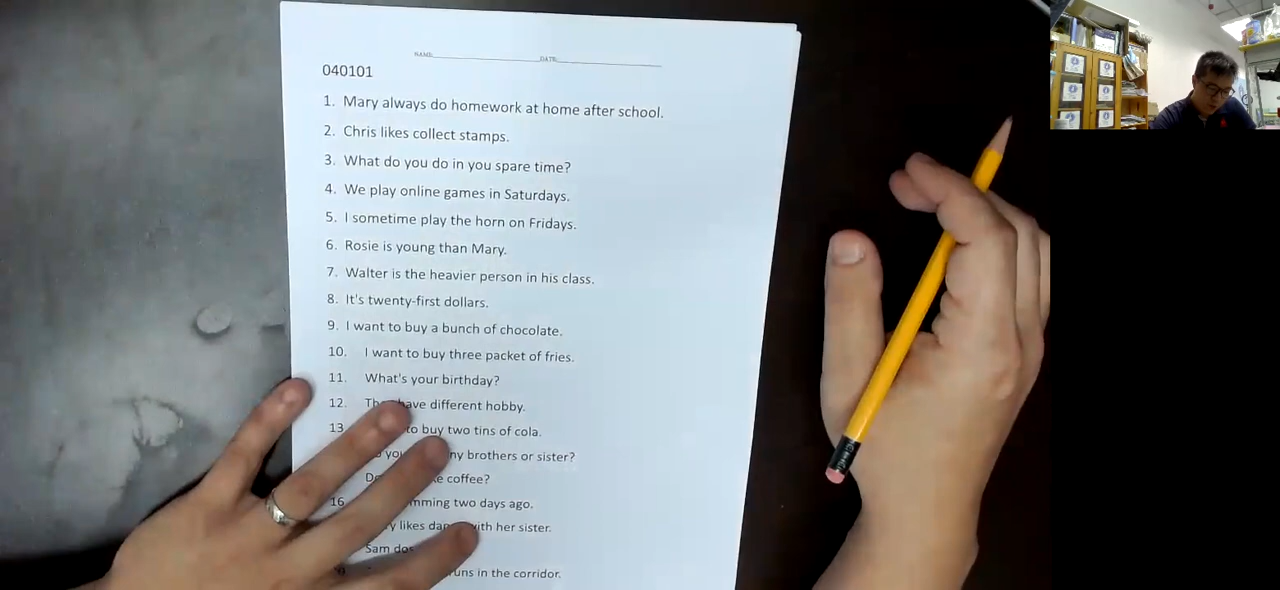 NAME: DATE:
040101
1. Mary always do homework at home after school.
2. Chris likes collect stamps.
3. What do you do in you spare time?
4. We play online games in Saturdays.
5. I sometime play the horn on Fridays.
6. Rosie is young than Mary.
7. Walter is the heavier person in his class.
8. It's twenty-first dollars.
9. I want to buy a bunch of chocolate.
10. I want to buy three packet of fries.
11. What's your birthday?
12. have different hobby.
13 to buy two tins of cola.
brothers or sister?
coffee?
16 two days ago.
likes with her sister.
Sam
runs in the corridor.